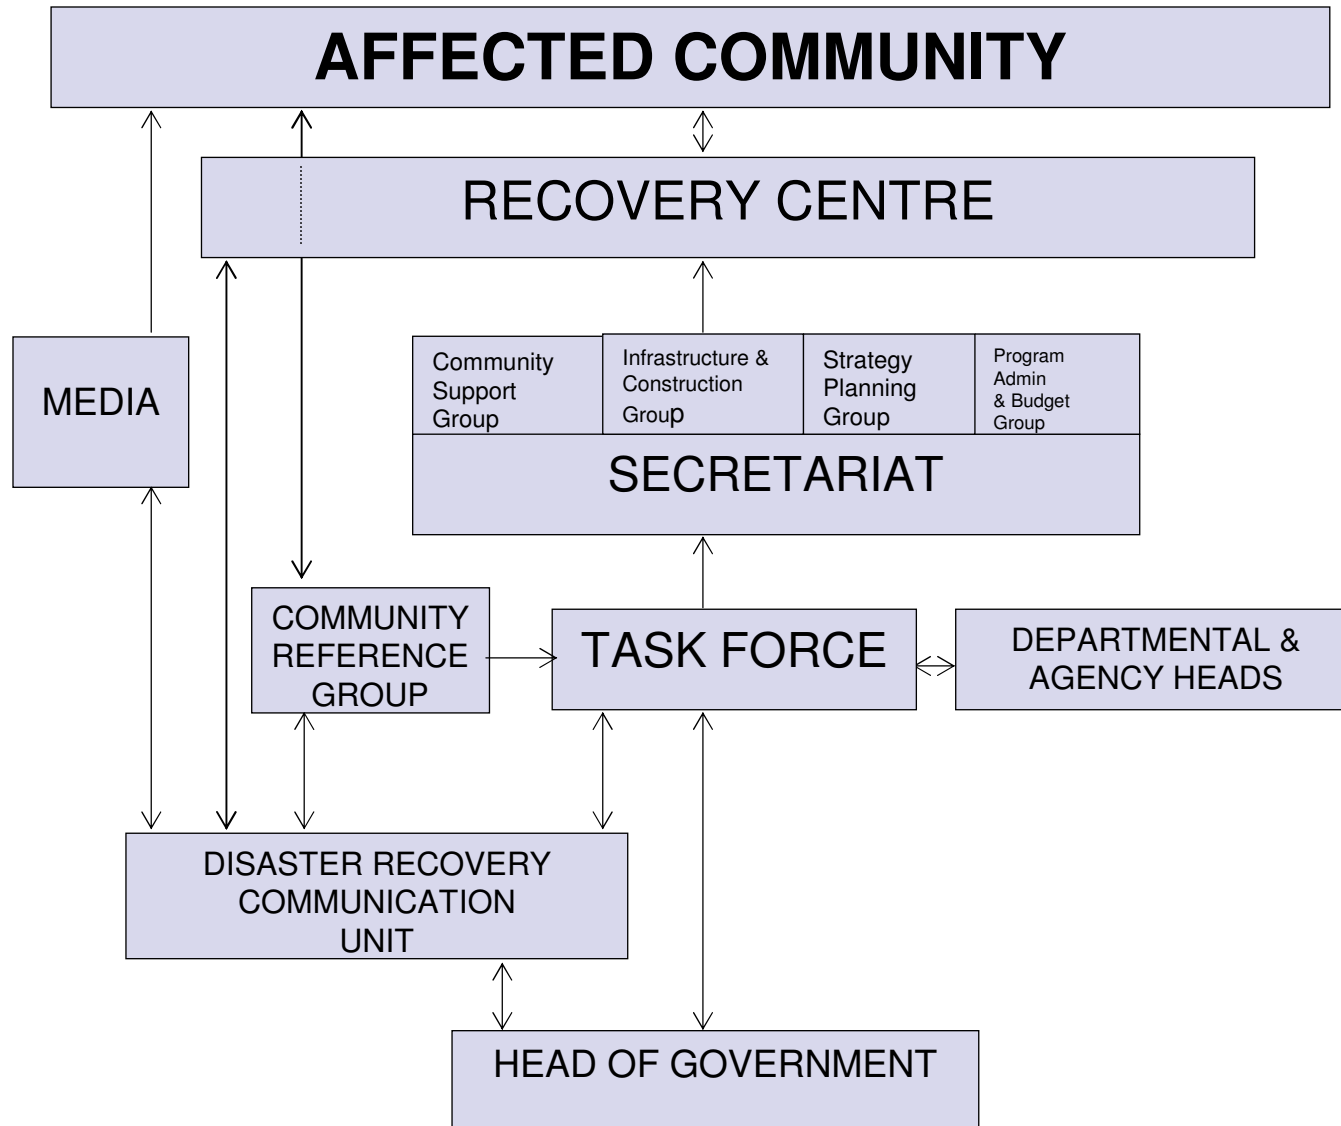 AFFECTED COMMUNITY
RECOVERY CENTRE
MEDIA
Community
Support
Group
Infrastructure &
Construction
Group
Strategy
Planning
Group
Program
Admin
& Budget
Group
SECRETARIAT
COMMUNITY
REFERENCE
GROUP
TASK FORCE
DEPARTMENTAL &
AGENCY HEADS
DISASTER RECOVERY
COMMUNICATION
UNIT
HEAD OF GOVERNMENT